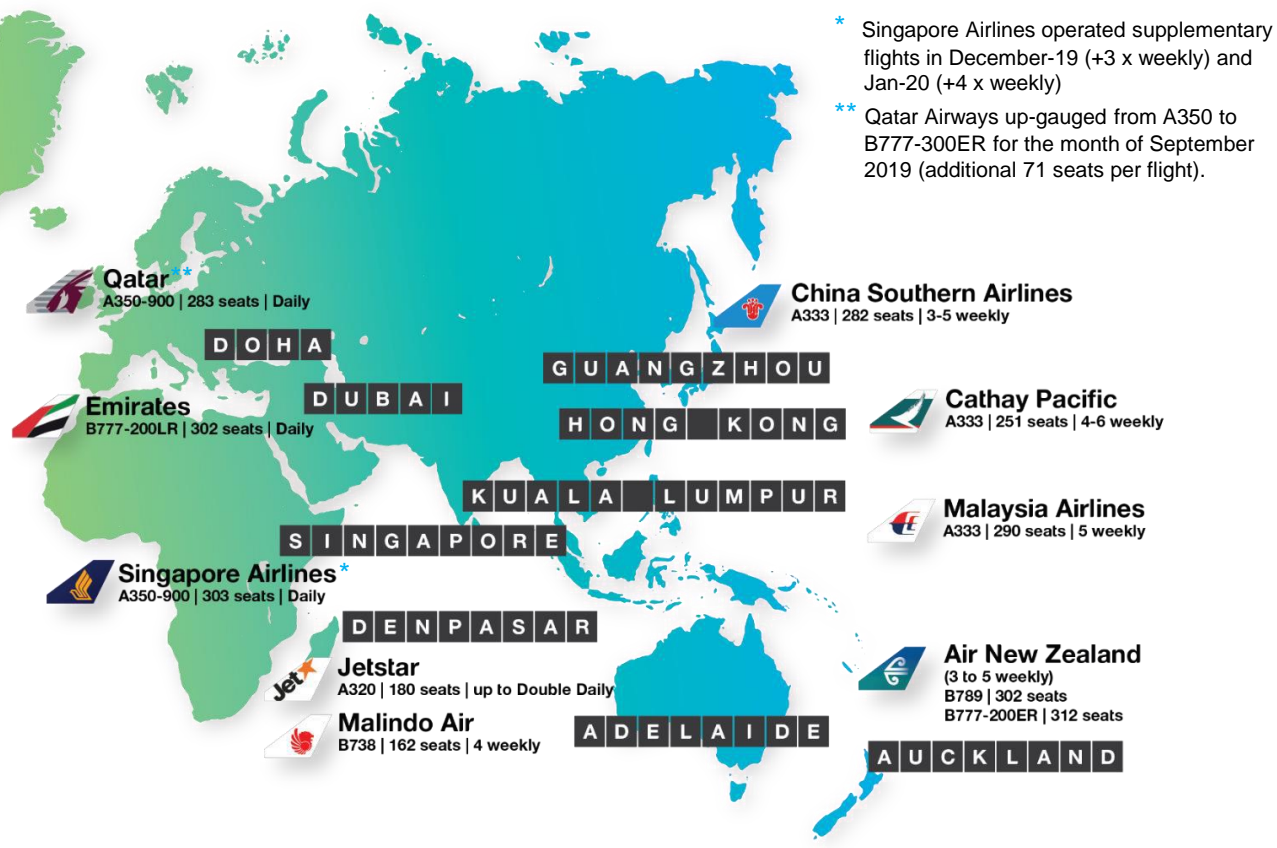 * Singapore Airlines operated supplementary
flights in December-19 (+3 x weekly) and
Jan-20 (+4 x weekly)
** Qatar Airways up-gauged from A350 to
B777-300ER for the month of September
2019 (additional 71 seats per flight).
Qatar**
A350-900 | 283 seats | Daily
China Southern Airlines
A333 | 282 seats | 3-5 weekly
DOHA
GUANGZHOU
DUBAI
Emirates
B777-200LR | 302 seats | Daily
HONG KONG
Cathay Pacific
A333 | 251 seats | 4-6 weekly
KUALA LUMPUR
Malaysia Airlines
A333 | 290 seats | 5 weekly
SINGAPORE
Singapore Airlines*
A350-900 | 303 seats | Daily
DENPASAR
Jet
Jetstar
A320 | 180 seats | up to Double Daily
Malindo Air
B738 | 162 seats | 4 weekly
Air New Zealand
(3 to 5 weekly)
B789 | 302 seats
B777-200ER | 312 seats
ADELAIDE
AUCKLAND